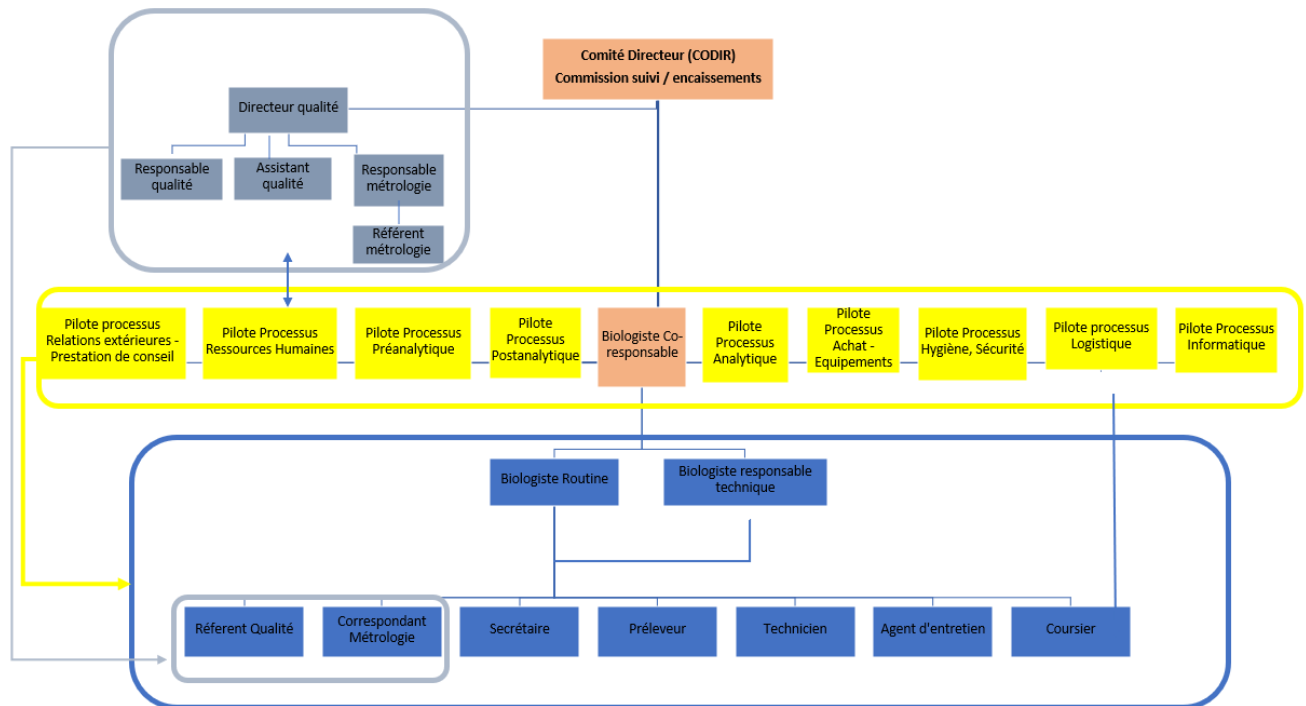 Comité Directeur (CODIR)
Commission suivi / encaissements
Directeur qualité
Responsable
qualité
Assistant
qualité
Responsable
métrologie
Référent
métrologie
Pilote processus
Relations extérieures -
Prestation de conseil
Pilote Processus
Ressources Humaines
Pilote Processus
Préanalytique
Pilote
Processus
Postanalytique
Biologiste Co-
responsable
Pilote
Processus
Analytique
Pilote
Processus
Achat -
Equipements
Pilote Processus
Hygiène, Sécurité
Pilote processus
Logistique
Pilote Processus
Informatique
Biologiste Routine
Biologiste responsable
technique
Réferent Qualité
Correspondant
Métrologie
Secrétaire
Préleveur
Technicien
Agent d'entretien
Coursier